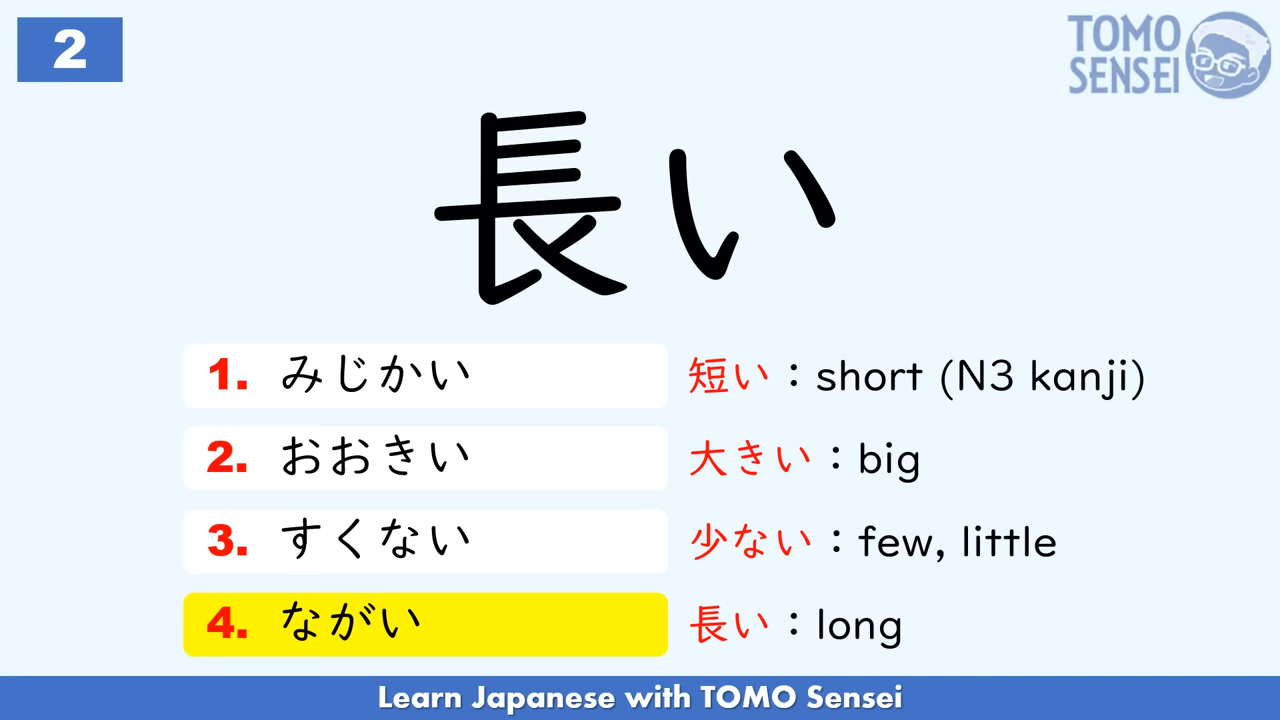 2
TOMO
SENSEI
長い
1. みじかい 短い：short (N3 kanji)
2. おおきい 大きい：big
3. すくない 少ない：few, little
4. ながい 長い：long
Learn Japanese with TOMO Sensei